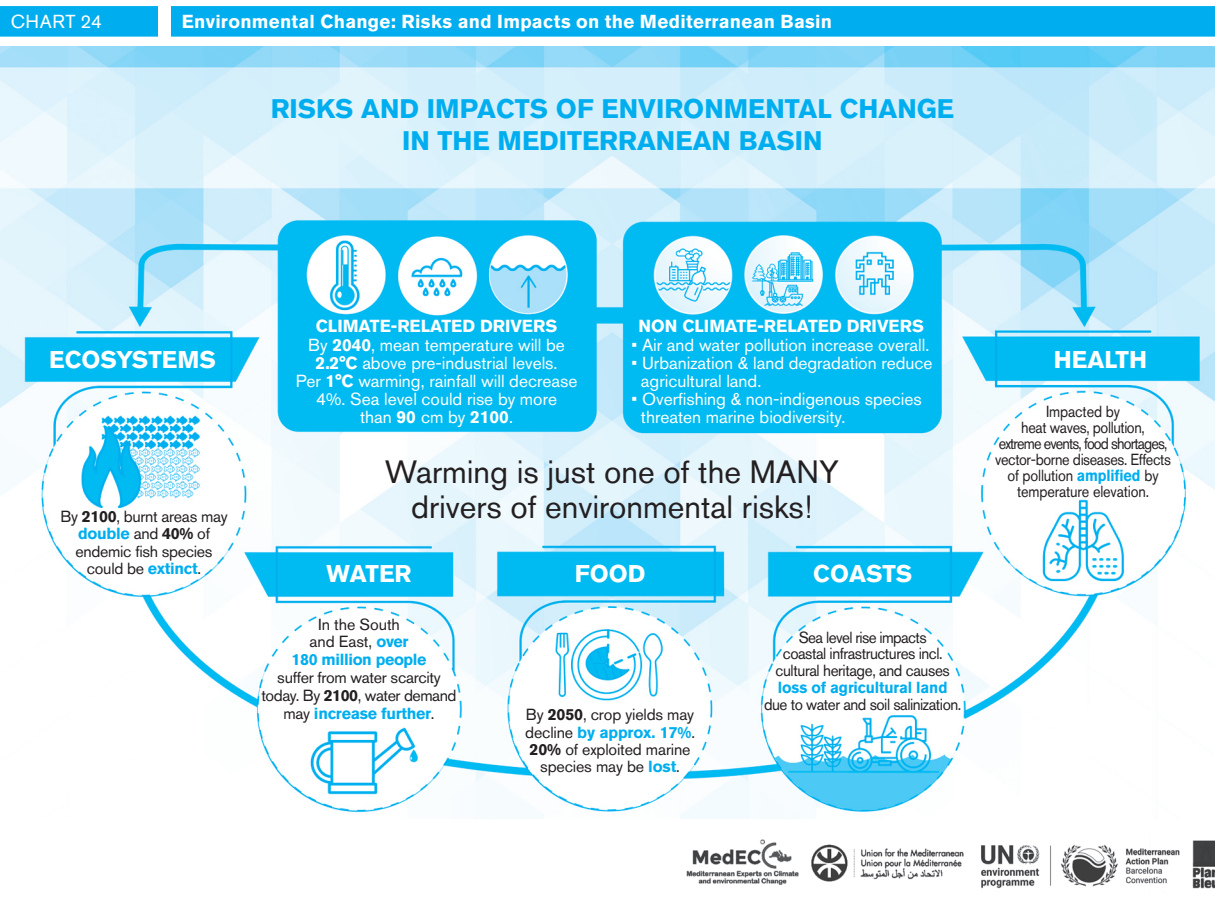 CHART 24
Environmental Change: Risks and Impacts on the Mediterranean Basin
RISKS AND IMPACTS OF ENVIRONMENTAL CHANGE
IN THE MEDITERRANEAN BASIN
CLIMATE-RELATED DRIVERS
By 2040, mean temperature will be
2.2°C above pre-industrial levels.
Per 1°C warming, rainfall will decrease
4%. Sea level could rise by more
than 90 cm by 2100.
NON CLIMATE-RELATED DRIVERS
▪ Air and water pollution increase overall.
▪ Urbanization & land degradation reduce
agricultural land.
▪ Overfishing & non-indigenous species
threaten marine biodiversity.
ECOSYSTEMS
By 2100, burnt areas may
double and 40% of
endemic fish species
could be extinct.
HEALTH
Impacted by
heat waves, pollution,
extreme events, food shortages,
vector-borne diseases. Effects
of pollution amplified by
temperature elevation.
Warming is just one of the MANY
drivers of environmental risks!
WATER
In the South
and East, over
180 million people
suffer from water scarcity
today. By 2100, water demand
may increase further.
FOOD
By 2050, crop yields may
decline by approx. 17%.
20% of exploited marine
species may be lost.
COASTS
Sea level rise impacts
coastal infrastructures incl.
cultural heritage, and causes
loss of agricultural land
due to water and soil salinization.
MedECC
Mediterranean Experts on Climate
and environmental Change
Union for the Mediterranean
Union pour la Méditerranée
الاتحاد من أجل المتوسط
UN
environment
programme
Mediterranean
Action Plan
Barcelona
Convention
Plan
Bleu